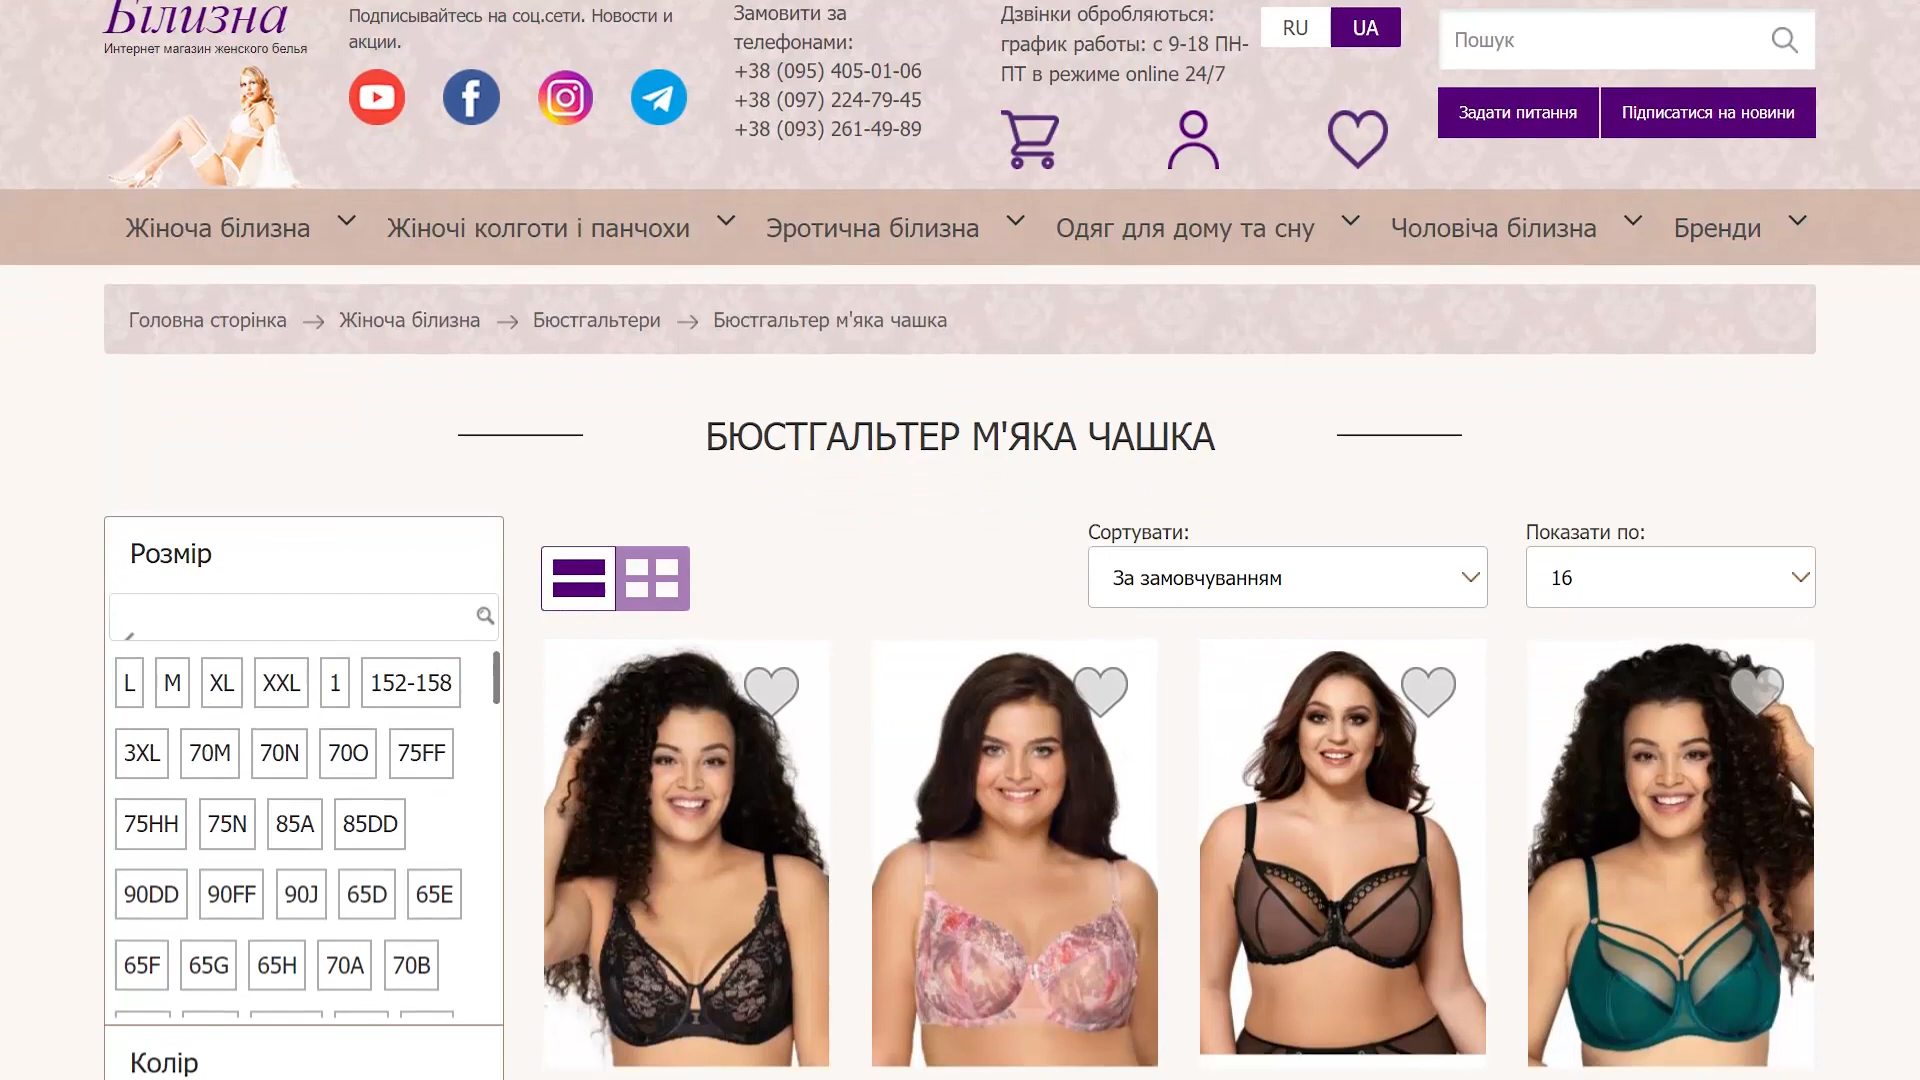 Білизна
Интернет магазин женского белья
Подписывайтесь на соц.сети. Новости и
акции.
Замовити за
телефонами:
+38 (095) 405-01-06
+38 (097) 224-79-45
+38 (093) 261-49-89
Дзвінки обробляються:
график работы: с 9-18 ПН-
ПТ в режиме online 24/7
RU UA
Пошук
Задати питання Підписатися на новини
Жіноча білизна Жіночі колготи і панчохи Эротична білизна Одяг для дому та сну Чоловіча білизна Бренди
Головна сторінка Жіноча білизна Бюстгальтери Бюстгальтер м'яка чашка
БЮСТГАЛЬТЕР М'ЯКА ЧАШКА
Розмір
L M XL XXL 1 152-158
3XL 70M 70N 70O 75FF
75HH 75N 85A 85DD
90DD 90FF 90J 65D 65E
65F 65G 65H 70A 70B
Колір
Сортувати:
За замовчуванням
Показати по:
16